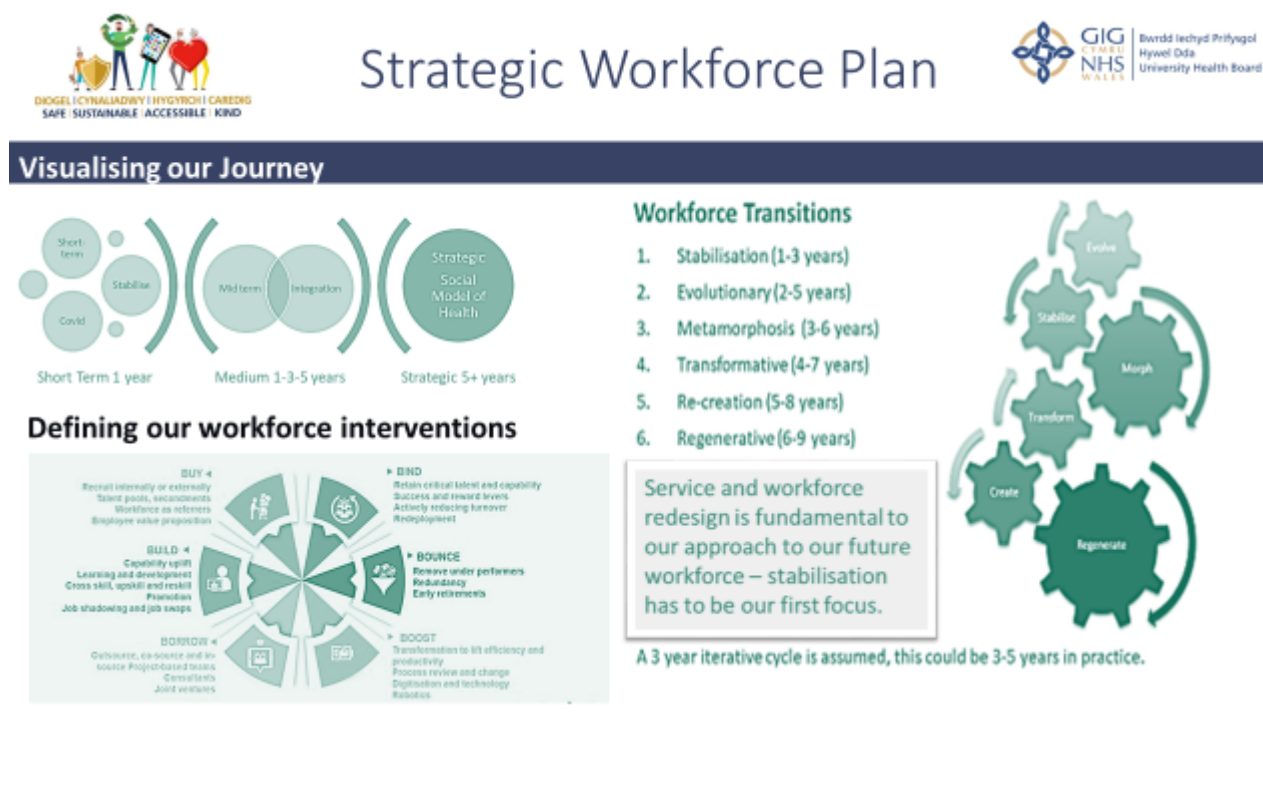 Strategic Workforce Plan
DIOGEL | CYNALIADWY | HYGYRCH | CAREDIG
SAFE | SUSTAINABLE | ACCESSIBLE | KIND
GIG
CYMRU
NHS
WALES
Bwrdd Iechyd Prifysgol
Hywel Dda
University Health Board
Visualising our Journey
Short-
term
Stabilise
Covid
Mid term
Integration
Strategic
Social
Model of
Health
Short Term 1 year
Medium 1-3-5 years
Strategic 5+ years
Defining our workforce interventions
BUY
Recruit internally or externally
Talent pools, secondments
Workforce as referrers
Employee value proposition
BUILD
Capability uplift
Learning and development
Cross skill, upskill and reskill
Promotion
Job shadowing and job swaps
BORROW
Outsource, co-source and in-
source Project-based teams
Consultants
Joint ventures
BIND
Retain critical talent and capability
Success and reward levers
Actively reducing turnover
Redeployment
BOUNCE
Remove under performers
Redundancy
Early retirements
BOOST
Transformation to lift efficiency and
productivity
Process review and change
Digitisation and technology
Robotics
Workforce Transitions
1. Stabilisation (1-3 years)
2. Evolutionary (2-5 years)
3. Metamorphosis (3-6 years)
4. Transformative (4-7 years)
5. Re-creation (5-8 years)
6. Regenerative (6-9 years)
Service and workforce
redesign is fundamental to
our approach to our future
workforce – stabilisation
has to be our first focus.
Evolve
Stabilise
Morph
Transform
Create
Regenerate
A 3 year iterative cycle is assumed, this could be 3-5 years in practice.